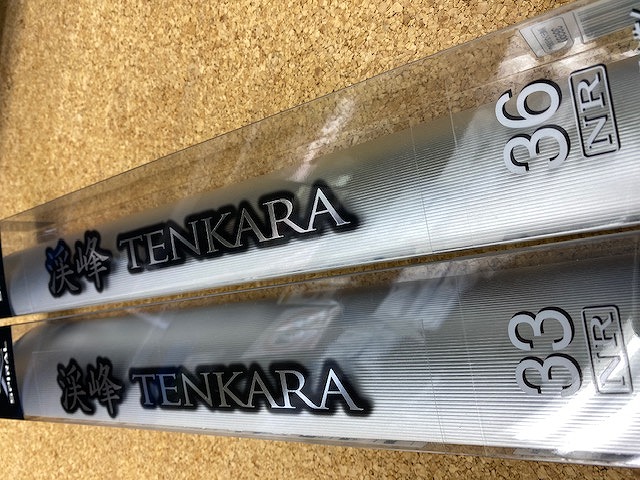 渓峰 TENKARA 36 NR
渓峰 TENKARA 33 NR